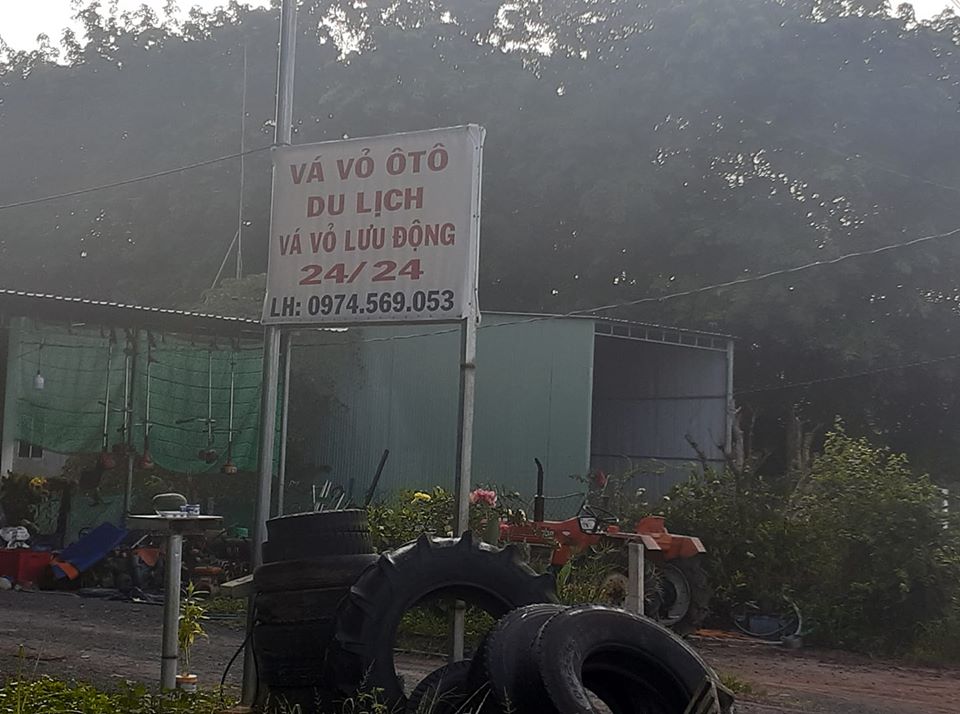 VÁ VỎ ÔTÔ
DU LỊCH
VÁ VỎ LƯU ĐỘNG
24/24
LH: 0974.569.053